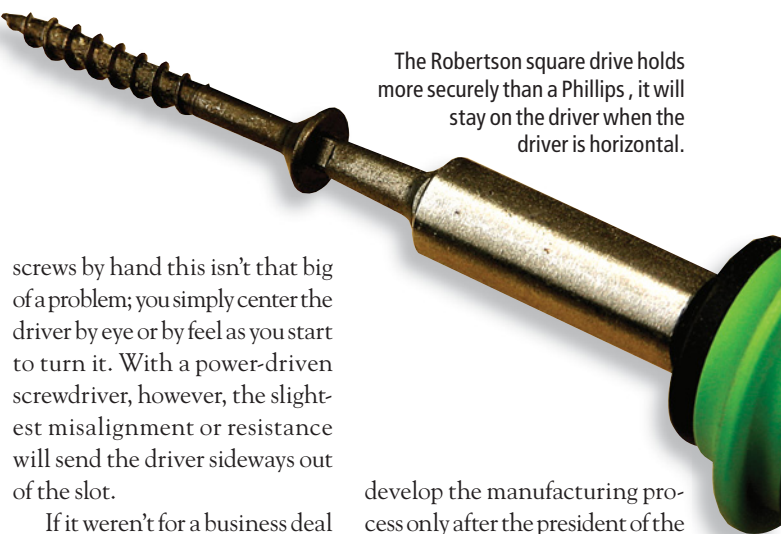 The Robertson square drive holds
more securely than a Phillips , it will
stay on the driver when the
driver is horizontal.
screws by hand this isn't that big
of a problem; you simply center the
driver by eye or by feel as you start
to turn it. With a power-driven
screwdriver, however, the slight-
est misalignment or resistance
will send the driver sideways out
of the slot.
If it weren't for a business deal
develop the manufacturing pro-
cess only after the president of the